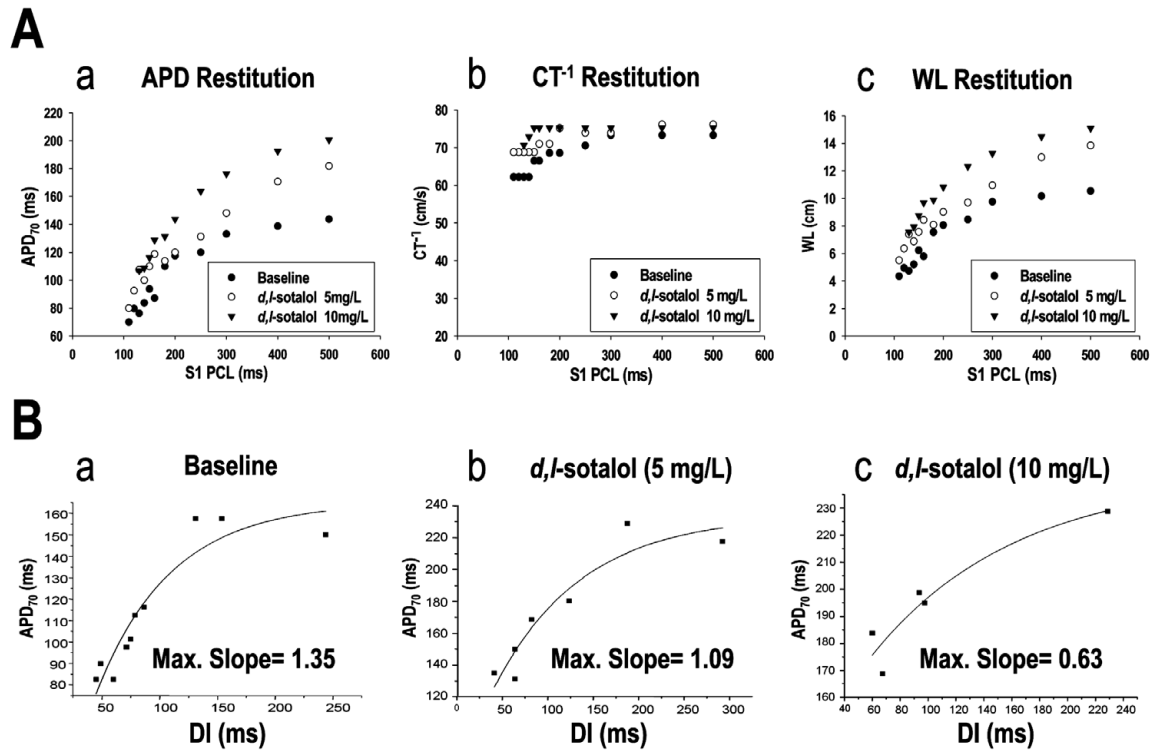 A
a APD Restitution
b CT⁻¹ Restitution
c WL Restitution
220
200
180
160
140
120
100
80
60
APD₇₀ (ms)
Baseline
d,l-sotalol 5mg/L
d,l-sotalol 10mg/L
0 100 200 300 400 500 600
S1 PCL (ms)
80
70
60
50
40
30
20
CT⁻¹ (cm/s)
Baseline
d,l-sotalol 5 mg/L
d,l-sotalol 10 mg/L
0 100 200 300 400 500 600
S1 PCL (ms)
16
14
12
10
8
6
4
2
0
WL (cm)
Baseline
d,l-sotalol 5 mg/L
d,l-sotalol 10 mg/L
0 100 200 300 400 500 600
S1 PCL (ms)
B
a Baseline
b d,l-sotalol (5 mg/L)
c d,l-sotalol (10 mg/L)
160
150
140
130
120
110
100
90
80
APD₇₀ (ms)
Max. Slope= 1.35
50 100 150 200 250
DI (ms)
240
220
200
180
160
140
120
APD₇₀ (ms)
Max. Slope= 1.09
0 50 100 150 200 250 300
DI (ms)
230
220
210
200
190
180
170
160
APD₇₀ (ms)
Max. Slope= 0.63
40 60 80 100 120 140 160 180 200 220 240
DI (ms)